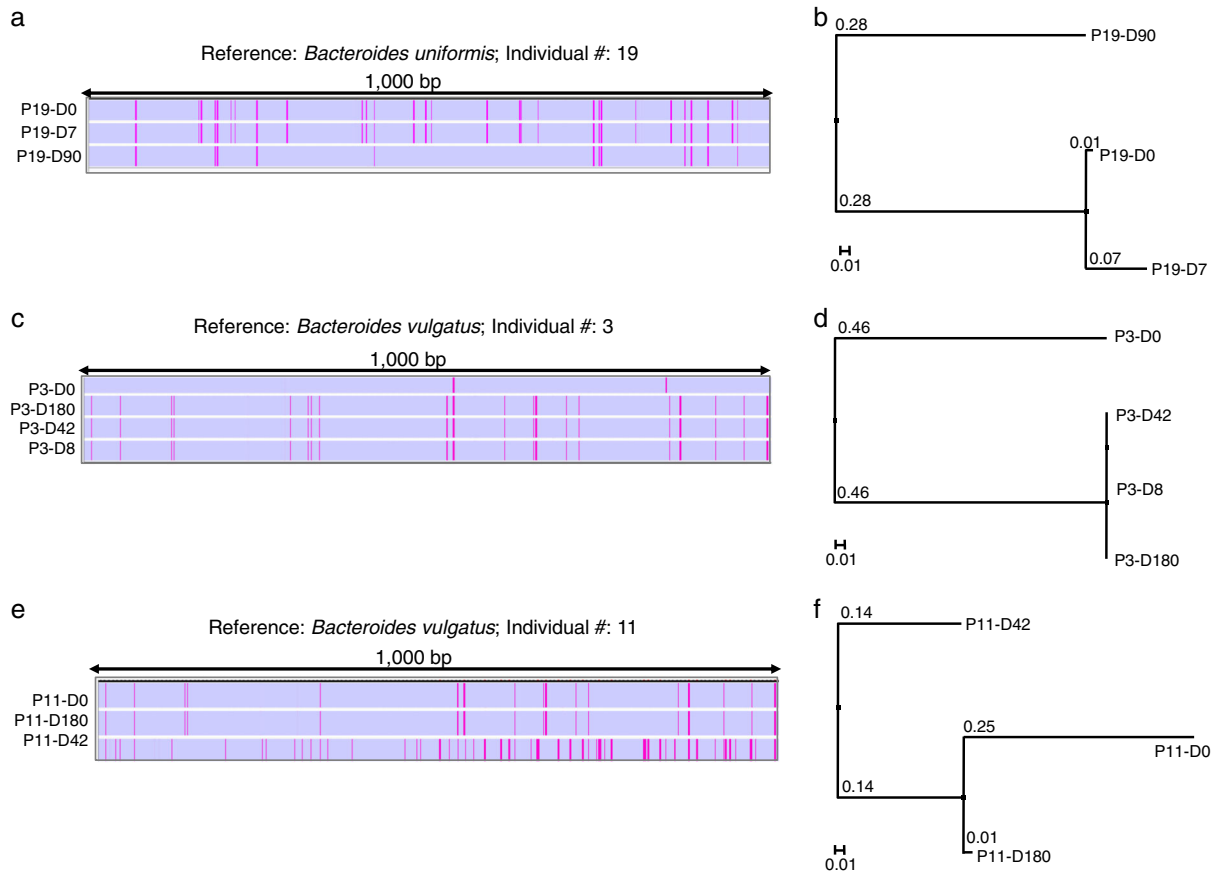 a
Reference: Bacteroides uniformis; Individual #: 19
1,000 bp
P19-D0
P19-D7
P19-D90
b
0.28
P19-D90
0.01
P19-D0
0.28
0.07
P19-D7
0.01
c
Reference: Bacteroides vulgatus; Individual #: 3
1,000 bp
P3-D0
P3-D180
P3-D42
P3-D8
d
0.46
P3-D0
P3-D42
P3-D8
0.46
P3-D180
0.01
e
Reference: Bacteroides vulgatus; Individual #: 11
1,000 bp
P11-D0
P11-D180
P11-D42
f
0.14
P11-D42
0.25
P11-D0
0.14
0.01
P11-D180
0.01